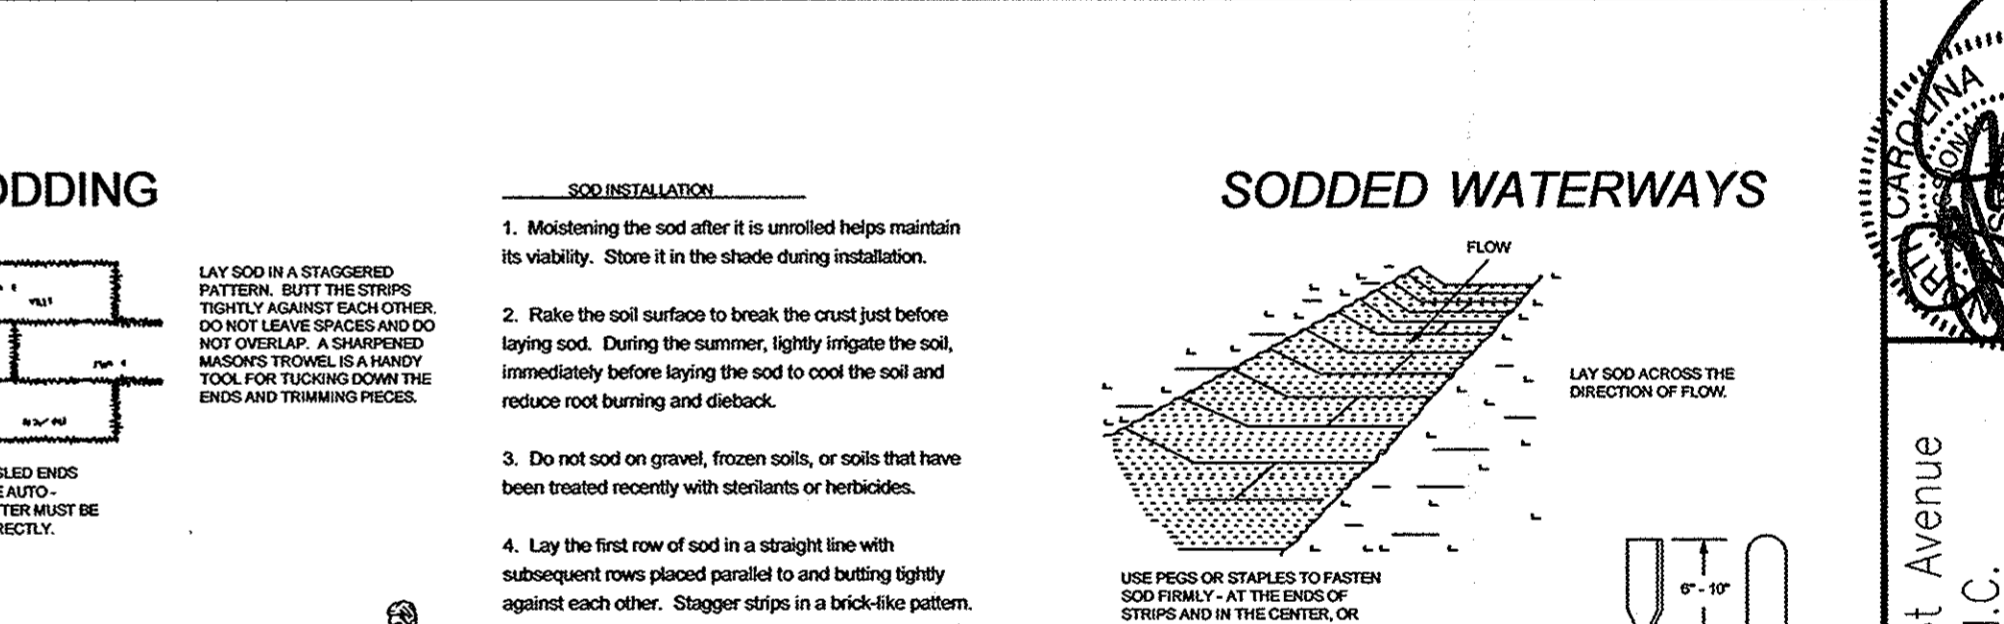 ODDING
LAY SOD IN A STAGGERED
PATTERN. BUTT THE STRIPS
TIGHTLY AGAINST EACH OTHER.
DO NOT LEAVE SPACES AND DO
NOT OVERLAP. A SHARPENED
MASON'S TROWEL IS A HANDY
TOOL FOR TUCKING DOWN THE
ENDS AND TRIMMING PIECES.
SLED ENDS
E AUTO-
TTER MUST BE
RECTLY.
SOD INSTALLATION
1. Moistening the sod after it is unrolled helps maintain
its viability. Store it in the shade during installation.
2. Rake the soil surface to break the crust just before
laying sod. During the summer, lightly irrigate the soil,
immediately before laying the sod to cool the soil and
reduce root burning and dieback.
3. Do not sod on gravel, frozen soils, or soils that have
been treated recently with sterilants or herbicides.
4. Lay the first row of sod in a straight line with
subsequent rows placed parallel to and butting tightly
against each other. Stagger strips in a brick-like pattern.
SODDED WATERWAYS
FLOW
LAY SOD ACROSS THE
DIRECTION OF FLOW.
USE PEGS OR STAPLES TO FASTEN
SOD FIRMLY - AT THE ENDS OF
STRIPS AND IN THE CENTER, OR
6" - 10"
CAROLINA
Avenue